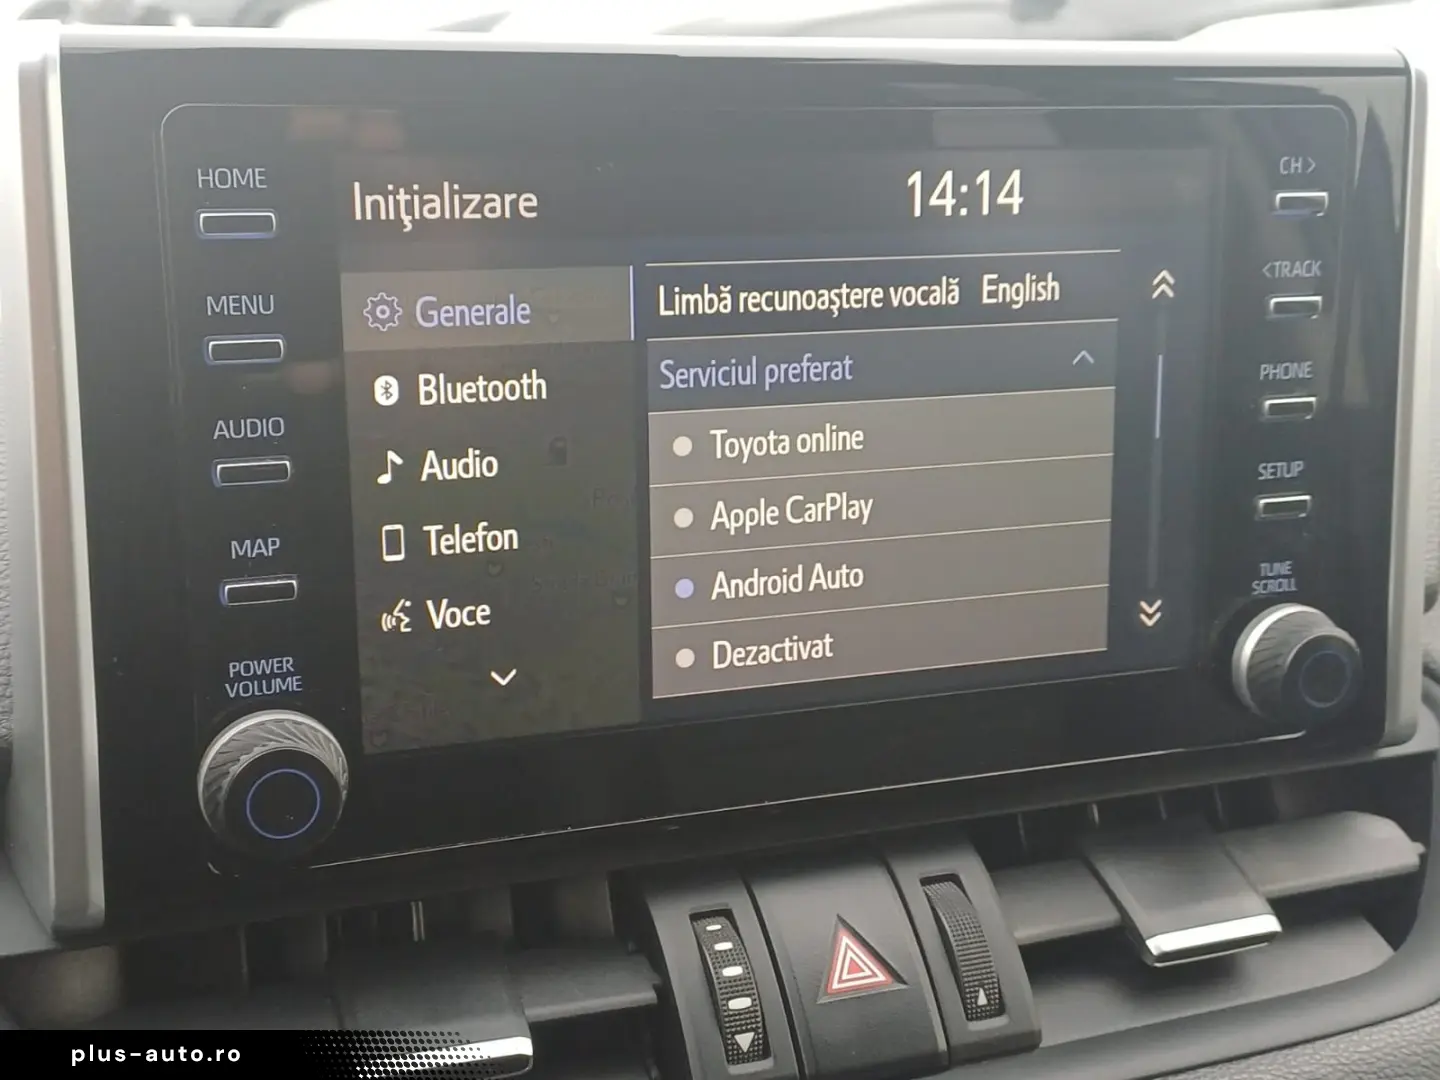 HOME
MENU
AUDIO
MAP
POWER
VOLUME
Iniţializare
14:14
Generale
Bluetooth
Audio
Telefon
Voce
Limbă recunoaştere vocală English
Serviciul preferat
Toyota online
Apple CarPlay
Android Auto
Dezactivat
CH >
<TRACK
PHONE
SETUP
TUNE
SCROLL
plus-auto.ro